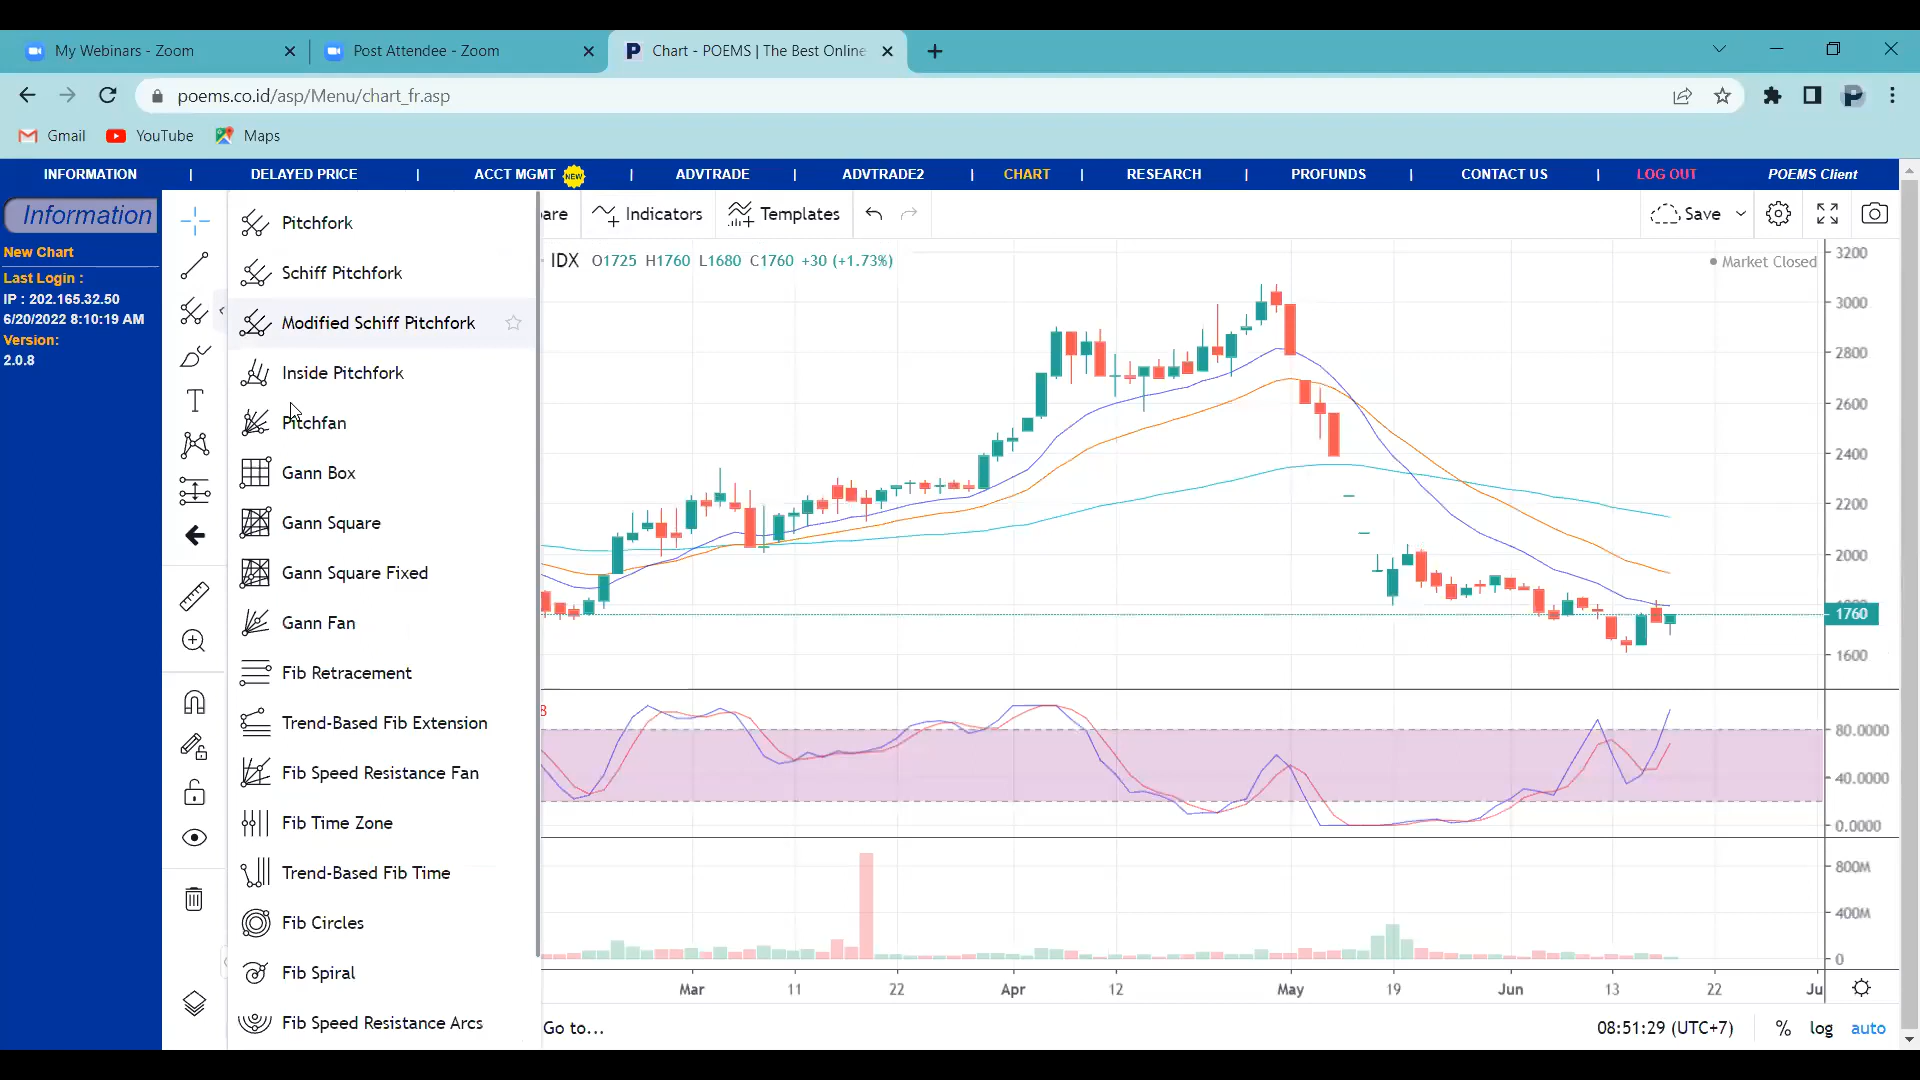 My Webinars - Zoom
Post Attendee - Zoom
Chart - POEMS | The Best Online
poems.co.id/asp/Menu/chart_fr.asp
Gmail
YouTube
Maps
INFORMATION | DELAYED PRICE | ACCT MGMT NEW | ADVTRADE | ADVTRADE2 | CHART | RESEARCH | PROFUNDS | CONTACT US | LOG OUT POEMS Client
Information
New Chart
Last Login :
IP : 202.165.32.50
6/20/2022 8:10:19 AM
Version:
2.0.8
Pitchfork
Schiff Pitchfork
Modified Schiff Pitchfork
Inside Pitchfork
Pitchfan
Gann Box
Gann Square
Gann Square Fixed
Gann Fan
Fib Retracement
Trend-Based Fib Extension
Fib Speed Resistance Fan
Fib Time Zone
Trend-Based Fib Time
Fib Circles
Fib Spiral
Fib Speed Resistance Arcs
are
Indicators
Templates
Save
IDX O1725 H1760 L1680 C1760 +30 (+1.73%)
Market Closed
3200
3000
2800
2600
2400
2200
2000
1760
1600
8
80.0000
40.0000
0.0000
800M
400M
0
Mar 11 22 Apr 12 May 19 Jun 13 22 Ju
Go to...
08:51:29 (UTC+7)
% log auto